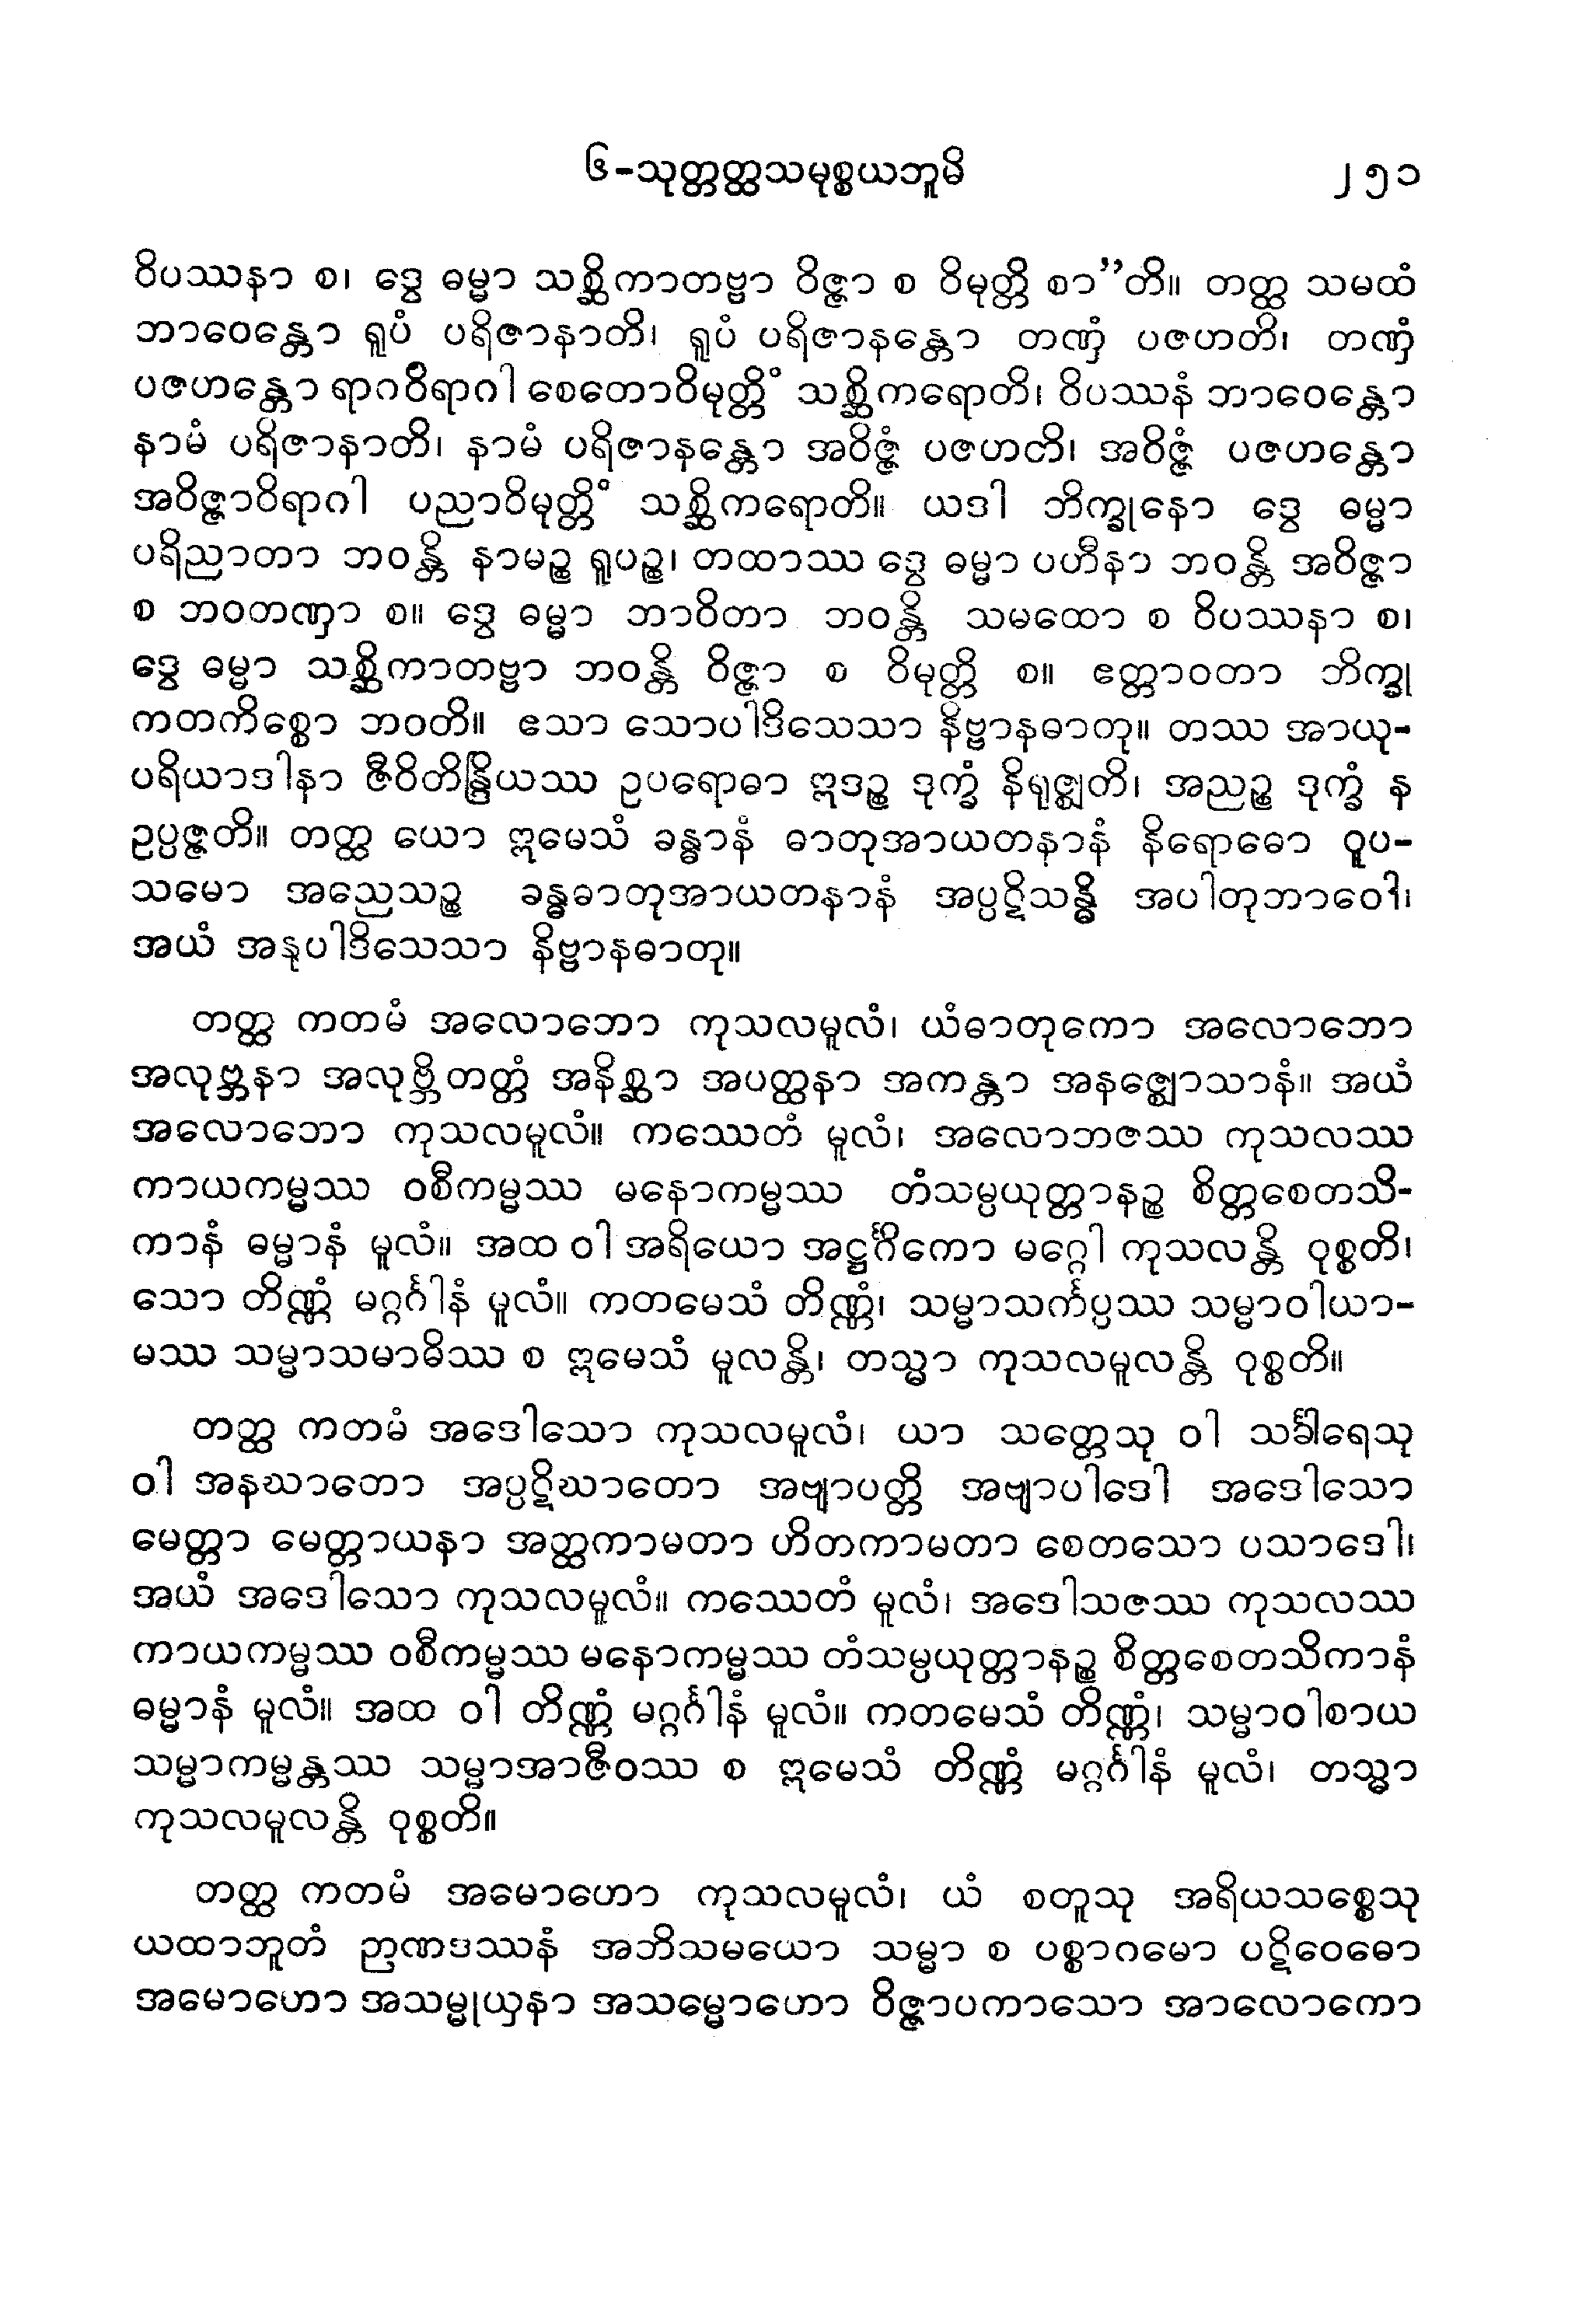 ၆-သုတ္တတ္ထသမုစ္စယဘူမိ ၂၅၁
ဝိပဿနာ စ၊ ဒွေ ဓမ္မာ သစ္ဆိကာတဗ္ဗာ ဝိဇ္ဇာ စ ဝိမုတ္တိ စာ”တိ။ တတ္ထ သမထံ
ဘာဝေန္တော ရူပံ ပရိဇာနာတိ၊ ရူပံ ပရိဇာနန္တော တဏှံ ပဇဟတိ၊ တဏှံ
ပဇဟန္တော ရာဂဝိရာဂါ စေတောဝိမုတ္တိံ သစ္ဆိကရောတိ၊ ဝိပဿနံ ဘာဝေန္တော
နာမံ ပရိဇာနာတိ၊ နာမံ ပရိဇာနန္တော အဝိဇ္ဇံ ပဇဟတိ၊ အဝိဇ္ဇံ ပဇဟန္တော
အဝိဇ္ဇာဝိရာဂါ ပညာဝိမုတ္တိံ သစ္ဆိကရောတိ။ ယဒါ ဘိက္ခုနော ဒွေ ဓမ္မာ
ပရိညာတာ ဘဝန္တိ နာမဉ္စ ရူပဉ္စ၊ တထာဿ ဒွေ ဓမ္မာ ပဟီနာ ဘဝန္တိ အဝိဇ္ဇာ
စ ဘဝတဏှာ စ။ ဒွေ ဓမ္မာ ဘာဝိတာ ဘဝန္တိ သမထော စ ဝိပဿနာ စ၊
ဒွေ ဓမ္မာ သစ္ဆိကာတဗ္ဗာ ဘဝန္တိ ဝိဇ္ဇာ စ ဝိမုတ္တိ စ။ ဧတ္တာဝတာ ဘိက္ခု
ကတကိစ္စော ဘဝတိ။ ဧသာ သောပါဒိသေသာ နိဗ္ဗာနဓာတု။ တဿ အာယု-
ပရိယာဒါနာ ဇီဝိတိန္ဒြိယဿ ဥပရောဓာ ဣဒဉ္စ ဒုက္ခံ နိရုဇ္ဈတိ၊ အညဉ္စ ဒုက္ခံ န
ဥပ္ပဇ္ဇတိ။ တတ္ထ ယော ဣမေသံ ခန္ဓာနံ ဓာတုအာယတနာနံ နိရောဓော ဝူပ-
သမော အညေသဉ္စ ခန္ဓဓာတုအာယတနာနံ အပ္ပဋိသန္ဓိ အပါတုဘာဝေါ၊
အယံ အနုပါဒိသေသာ နိဗ္ဗာနဓာတု။
တတ္ထ ကတမံ အလောဘော ကုသလမူလံ၊ ယံဓာတုကော အလောဘော
အလုဗ္ဘနာ အလုဗ္ဘိတတ္တံ အနိစ္ဆာ အပတ္ထနာ အကန္တာ အနဇ္ဈောသာနံ။ အယံ
အလောဘော ကုသလမူလံ။ ကဿေတံ မူလံ၊ အလောဘဇဿ ကုသလဿ
ကာယကမ္မဿ ဝစီကမ္မဿ မနောကမ္မဿ တံသမ္ပယုတ္တာနဉ္စ စိတ္တစေတသိ-
ကာနံ ဓမ္မာနံ မူလံ။ အထ ဝါ အရိယော အဋ္ဌင်္ဂိကော မဂ္ဂေါ ကုသလန္တိ ဝုစ္စတိ၊
သော တိဏ္ဏံ မဂ္ဂင်္ဂါနံ မူလံ။ ကတမေသံ တိဏ္ဏံ၊ သမ္မာသင်္ကပ္ပဿ သမ္မာဝါယာ-
မဿ သမ္မာသမာဓိဿ စ ဣမေသံ မူလန္တိ၊ တသ္မာ ကုသလမူလန္တိ ဝုစ္စတိ။
တတ္ထ ကတမံ အဒေါသော ကုသလမူလံ၊ ယာ သတ္တေသု ဝါ သင်္ခါရေသု
ဝါ အနဃာတော အပ္ပဋိဃာတော အဗျာပတ္တိ အဗျာပါဒေါ အဒေါသော
မေတ္တာ မေတ္တာယနာ အတ္ထကာမတာ ဟိတကာမတာ စေတသော ပသာဒေါ၊
အယံ အဒေါသော ကုသလမူလံ။ ကဿေတံ မူလံ၊ အဒေါသဇဿ ကုသလဿ
ကာယကမ္မဿ ဝစီကမ္မဿ မနောကမ္မဿ တံသမ္ပယုတ္တာနဉ္စ စိတ္တစေတသိကာနံ
ဓမ္မာနံ မူလံ။ အထ ဝါ တိဏ္ဏံ မဂ္ဂင်္ဂါနံ မူလံ။ ကတမေသံ တိဏ္ဏံ၊ သမ္မာဝါစာယ
သမ္မာကမ္မန္တဿ သမ္မာအာဇီဝဿ စ ဣမေသံ တိဏ္ဏံ မဂ္ဂင်္ဂါနံ မူလံ၊ တသ္မာ
ကုသလမူလန္တိ ဝုစ္စတိ။
တတ္ထ ကတမံ အမောဟော ကုသလမူလံ၊ ယံ စတူသု အရိယသစ္စေသု
ယထာဘူတံ ဉာဏဒဿနံ အဘိသမယော သမ္မာ စ ပစ္စာဂမော ပဋိဝေဓော
အမောဟော အသမ္မုယှနာ အသမ္မောဟော ဝိဇ္ဇာပကာသော အာလောကော